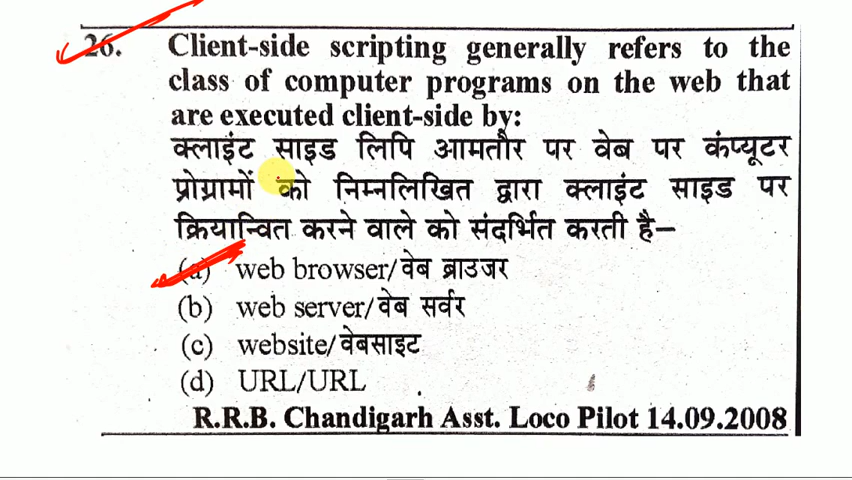 26. Client-side scripting generally refers to the
class of computer programs on the web that
are executed client-side by:
क्लाइंट साइड लिपि आमतौर पर वेब पर कंप्यूटर
प्रोग्रामों को निम्नलिखित द्वारा क्लाइंट साइड पर
क्रियान्वित करने वाले को संदर्भित करती है–
(a) web browser/वेब ब्राउजर
(b) web server/वेब सर्वर
(c) website/वेबसाइट
(d) URL/URL
R.R.B. Chandigarh Asst. Loco Pilot 14.09.2008